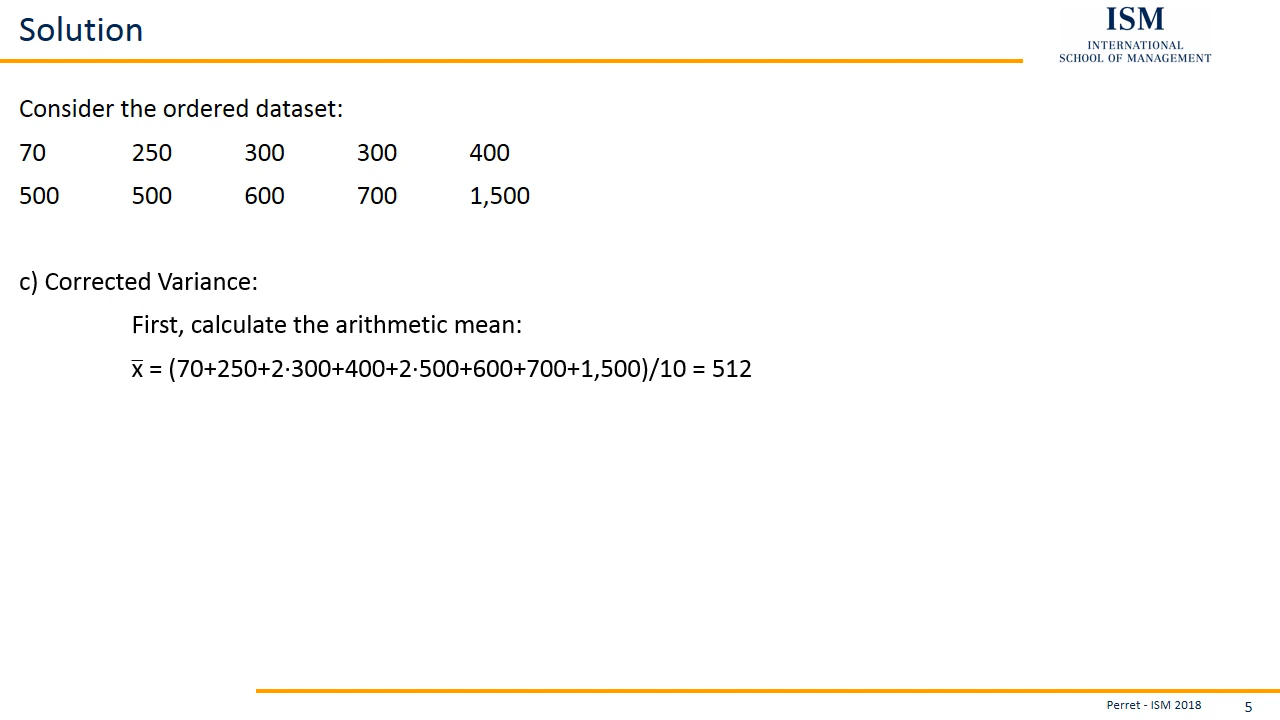 Solution
ISM
INTERNATIONAL
SCHOOL OF MANAGEMENT
Consider the ordered dataset:
70 250 300 300 400
500 500 600 700 1,500
c) Corrected Variance:
First, calculate the arithmetic mean:
x̅ = (70+250+2·300+400+2·500+600+700+1,500)/10 = 512
Perret - ISM 2018 5